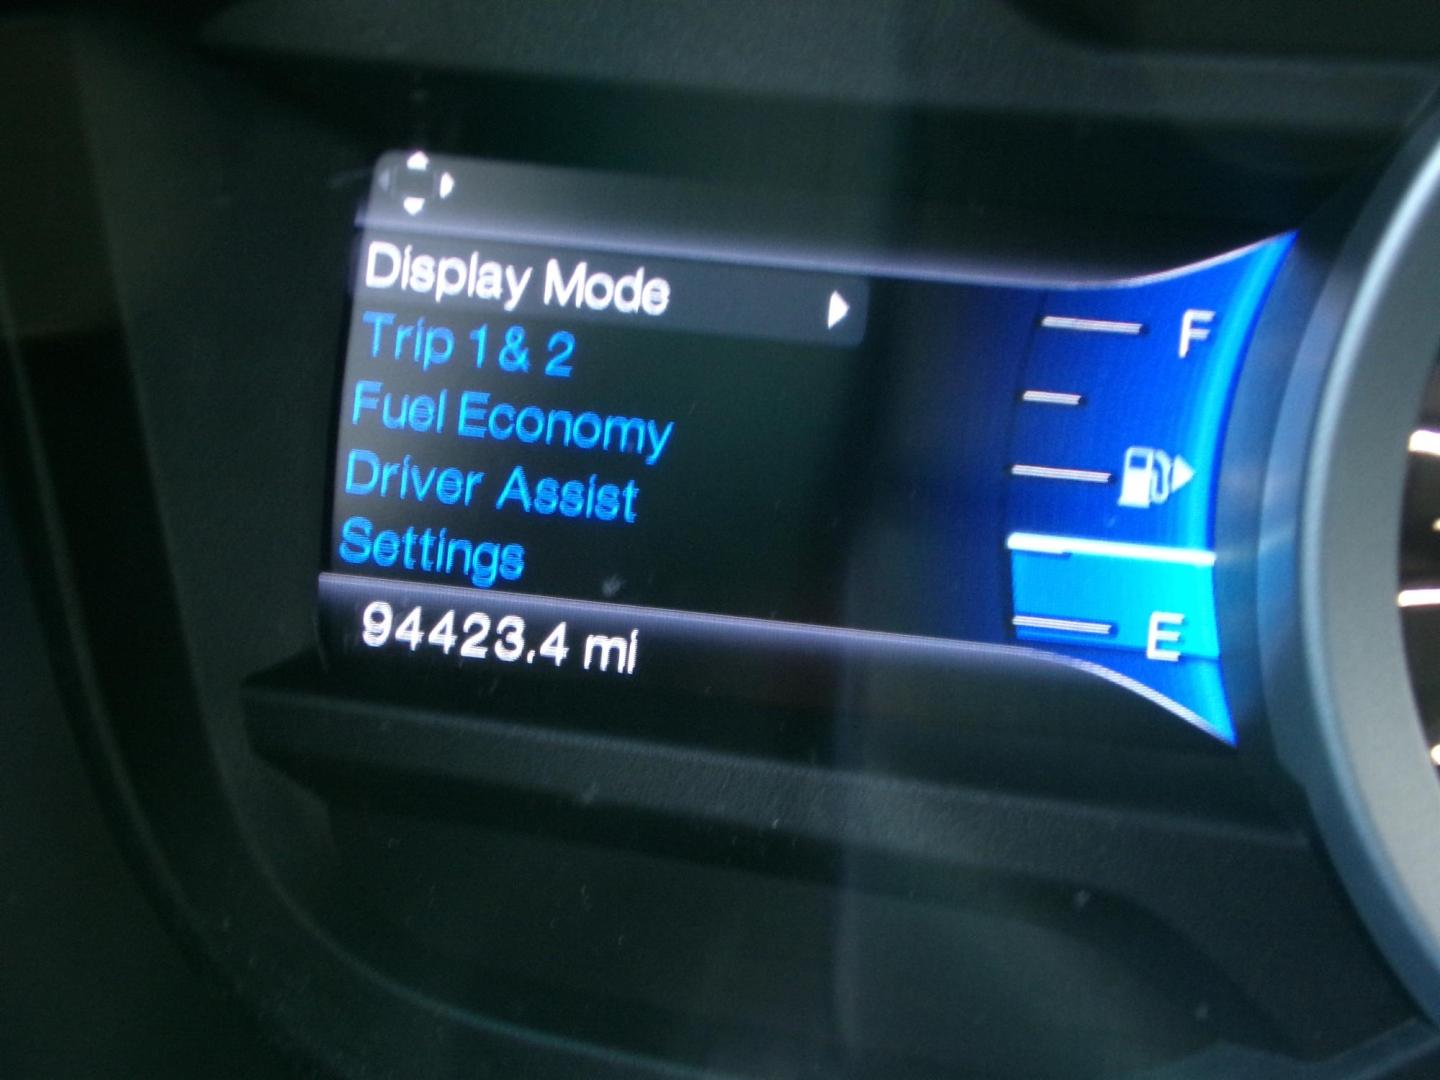 Display Mode
Trip 1 & 2
Fuel Economy
Driver Assist
Settings
94423.4 mi
F
E